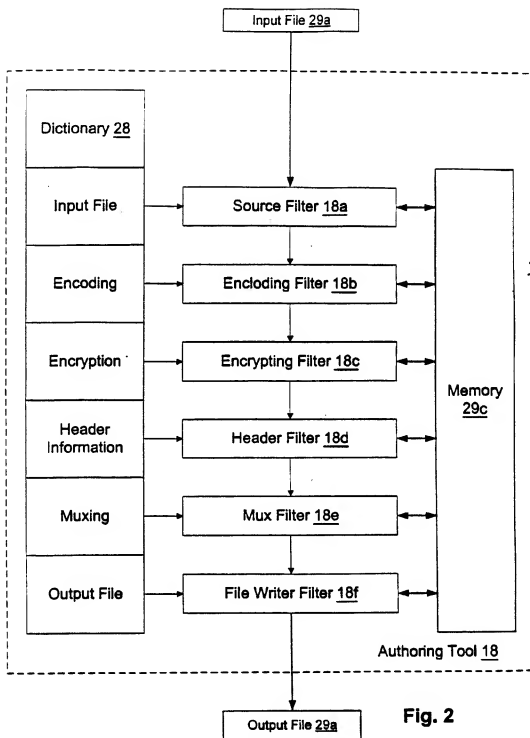 Input File 29a
Dictionary 28
Input File
Source Filter 18a
Encoding
Encloding Filter 18b
Encryption
Encrypting Filter 18c
Memory
29c
Header
Information
Header Filter 18d
Muxing
Mux Filter 18e
Output File
File Writer Filter 18f
Authoring Tool 18
Output File 29a
Fig. 2